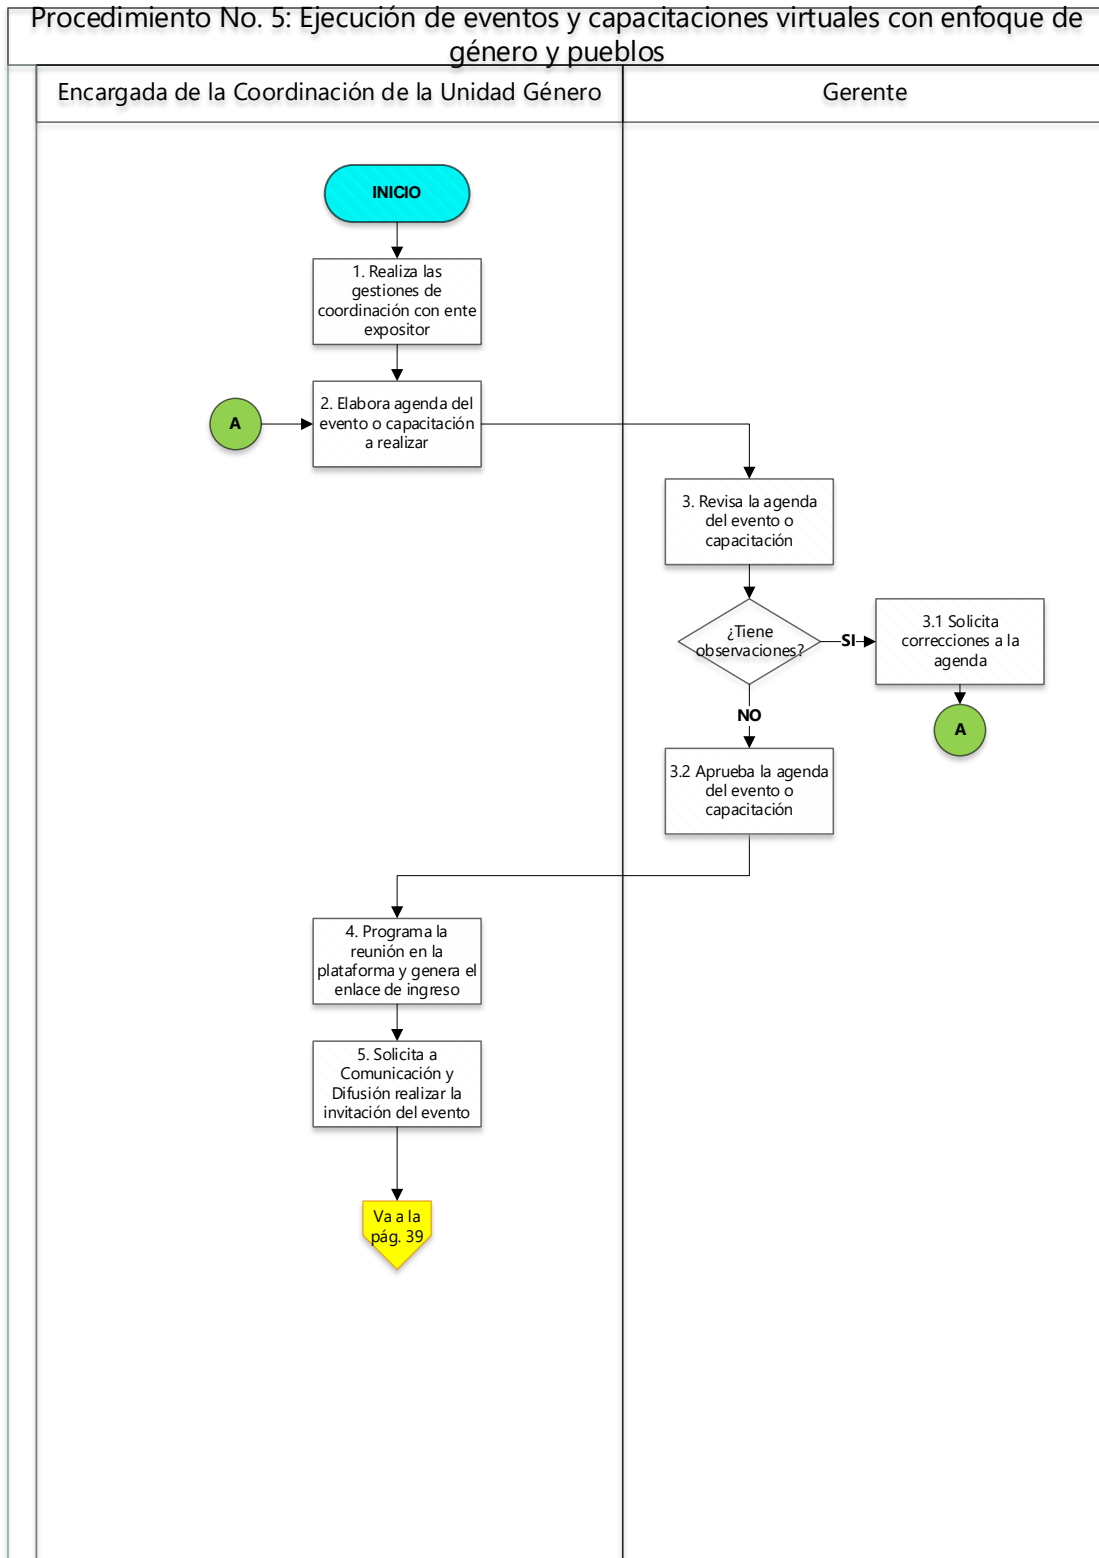 Procedimiento No. 5: Ejecución de eventos y capacitaciones virtuales con enfoque de
género y pueblos
Encargada de la Coordinación de la Unidad Género
Gerente
INICIO
1. Realiza las
gestiones de
coordinación con ente
expositor
A
2. Elabora agenda del
evento o capacitación
a realizar
3. Revisa la agenda
del evento o
capacitación
¿Tiene
observaciones?
SI
3.1 Solicita
correcciones a la
agenda
A
NO
3.2 Aprueba la agenda
del evento o
capacitación
4. Programa la
reunión en la
plataforma y genera el
enlace de ingreso
5. Solicita a
Comunicación y
Difusión realizar la
invitación del evento
Va a la
pág. 39